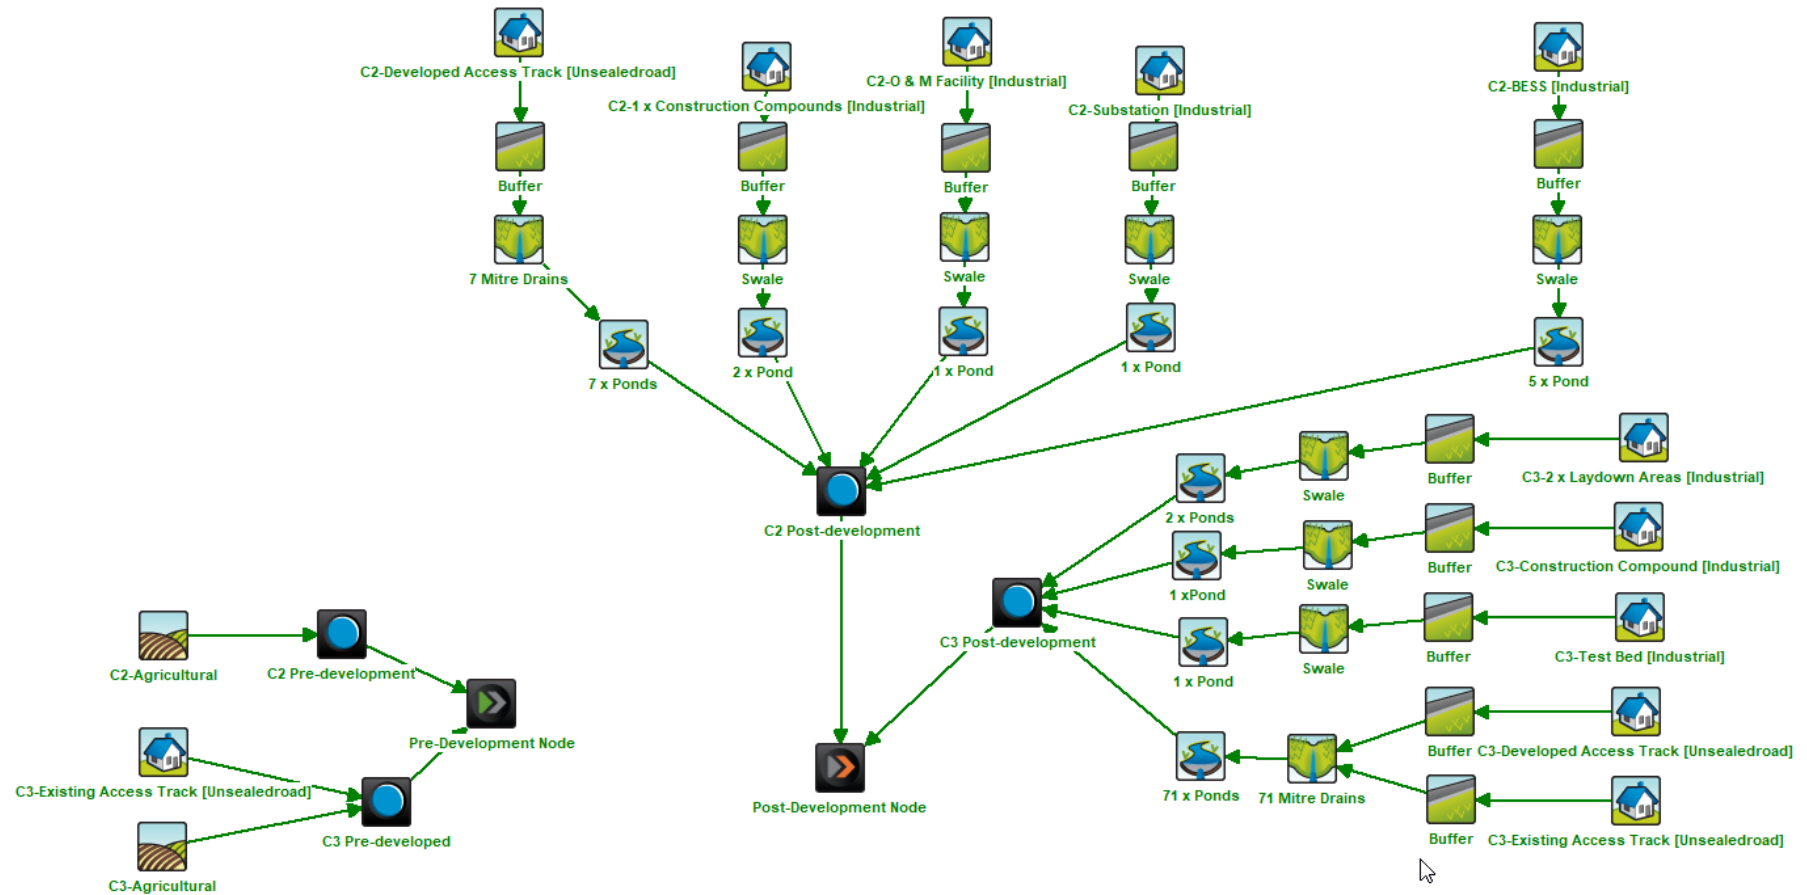 C2-Developed Access Track [Unsealedroad]
C2-1 x Construction Compounds [Industrial]
C2-O & M Facility [Industrial]
C2-Substation [Industrial]
C2-BESS [Industrial]
Buffer
Buffer
Buffer
Buffer
Buffer
7 Mitre Drains
Swale
Swale
Swale
Swale
7 x Ponds
2 x Pond
1 x Pond
1 x Pond
5 x Pond
C2 Post-development
Swale
Buffer
C3-2 x Laydown Areas [Industrial]
2 x Ponds
Swale
Buffer
C3-Construction Compound [Industrial]
1 xPond
C3 Post-development
Swale
Buffer
C3-Test Bed [Industrial]
1 x Pond
C2-Agricultural
C2 Pre-development
Pre-Development Node
Buffer
C3-Developed Access Track [Unsealedroad]
C3-Existing Access Track [Unsealedroad]
Post-Development Node
71 x Ponds
71 Mitre Drains
C3 Pre-developed
Buffer
C3-Existing Access Track [Unsealedroad]
C3-Agricultural